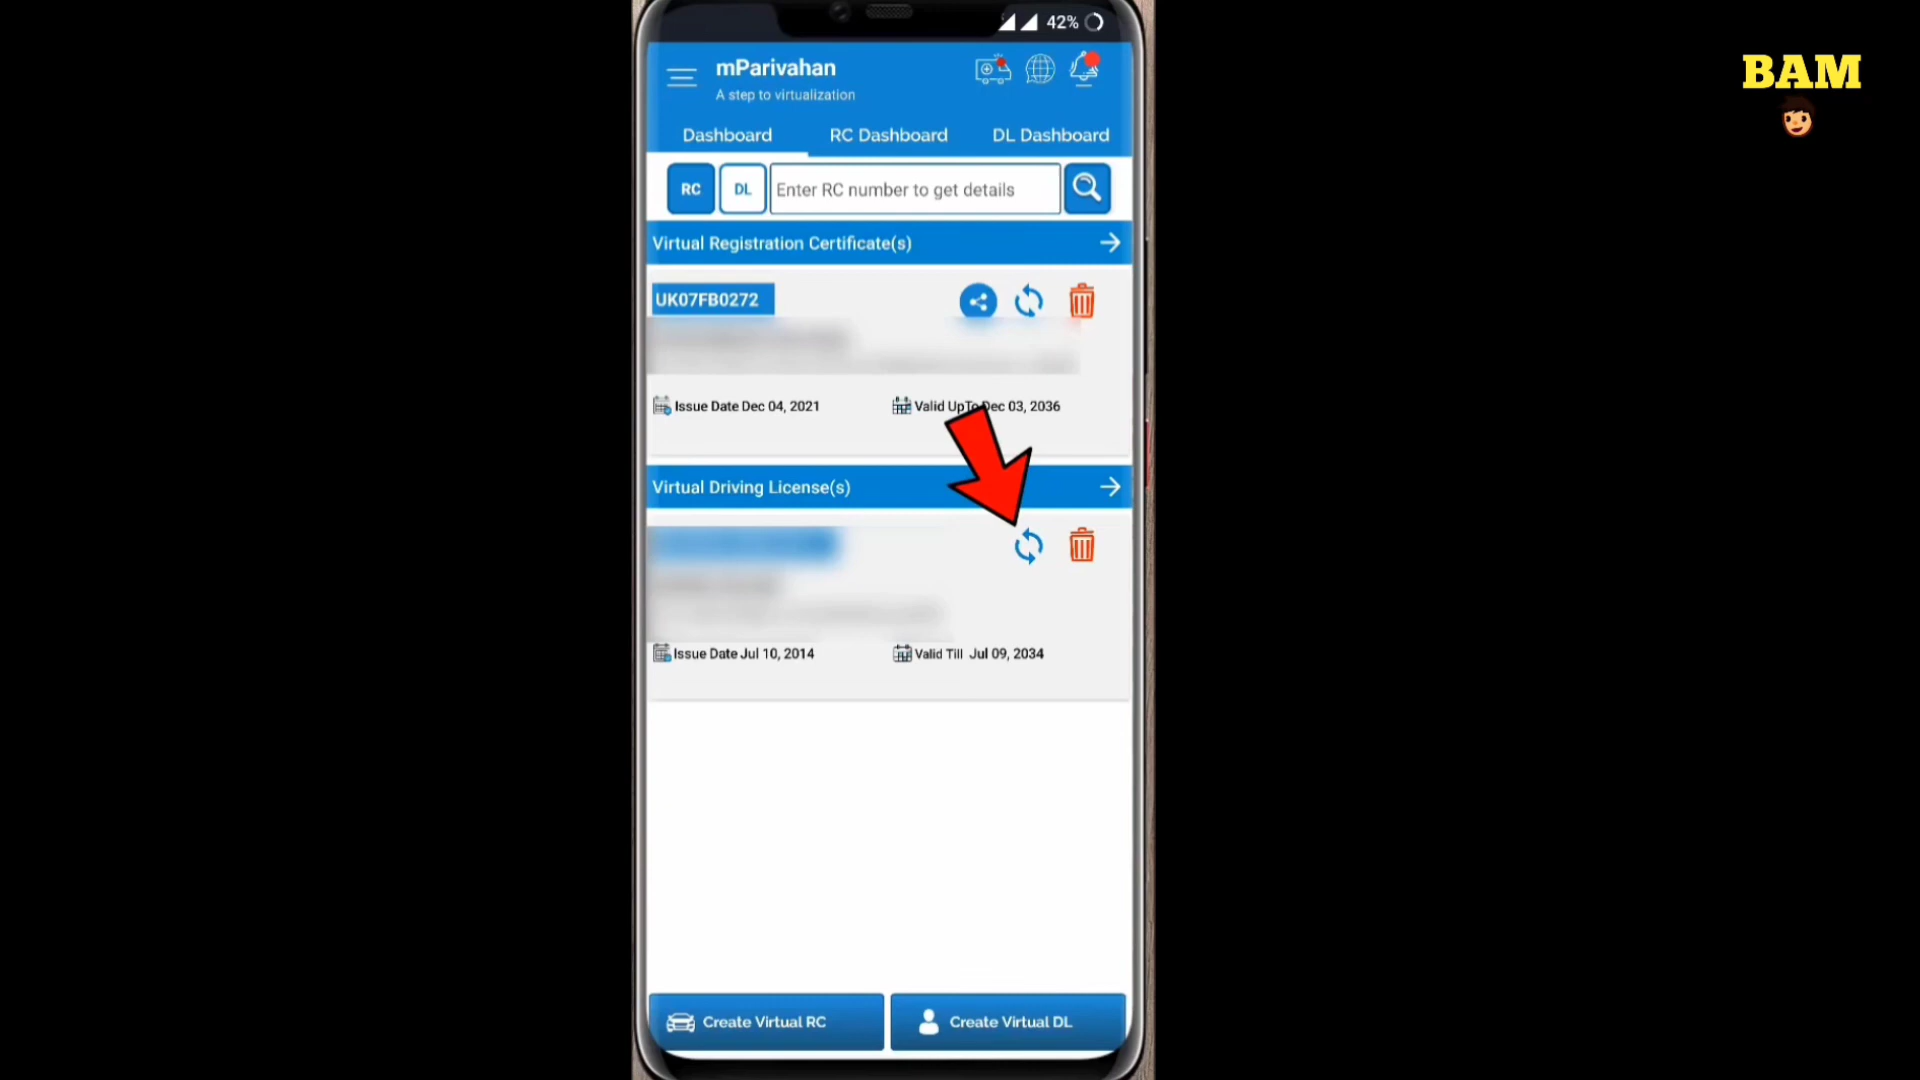 42%
BAM
mParivahan
A step to virtualization
Dashboard RC Dashboard DL Dashboard
RC DL Enter RC number to get details
Virtual Registration Certificate(s)
UK07FB0272
Issue Date Dec 04, 2021 Valid UpTo Dec 03, 2036
Virtual Driving License(s)
Issue Date Jul 10, 2014 Valid Till Jul 09, 2034
Create Virtual RC Create Virtual DL